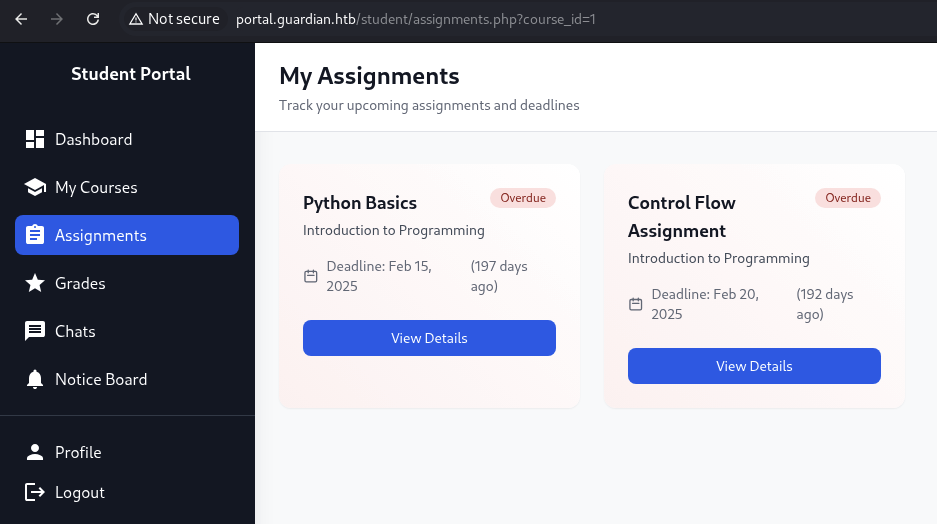 Not secure portal.guardian.htb/student/assignments.php?course_id=1
Student Portal
Dashboard
My Courses
Assignments
Grades
Chats
Notice Board
Profile
Logout
My Assignments
Track your upcoming assignments and deadlines
Python Basics
Overdue
Introduction to Programming
Deadline: Feb 15,
2025
(197 days
ago)
View Details
Control Flow
Assignment
Overdue
Introduction to Programming
Deadline: Feb 20,
2025
(192 days
ago)
View Details